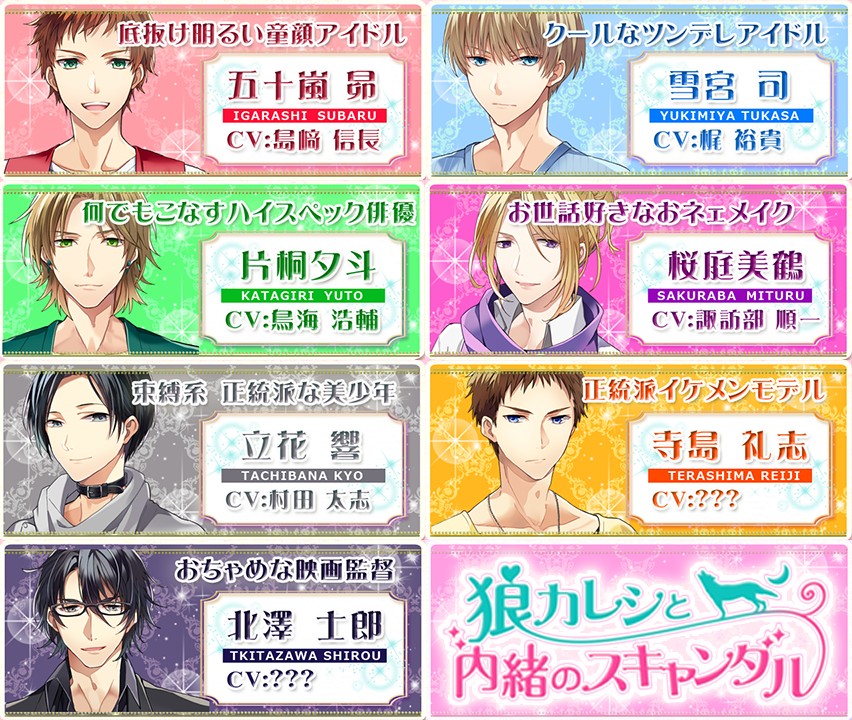 底抜け明るい童顔アイドル
五十嵐 昴
IGARASHI SUBARU
CV:島﨑 信長
クールなツンデレアイドル
雪宮 司
YUKIMIYA TUKASA
CV:梶 裕貴
何でもこなすハイスペック俳優
片桐夕斗
KATAGIRI YUTO
CV:鳥海 浩輔
お世話好きなおネェメイク
桜庭美鶴
SAKURABA MITURU
CV:諏訪部 順一
束縛系 正統派な美少年
立花 響
TACHIBANA KYO
CV:村田 太志
正統派イケメンモデル
寺島 礼志
TERASHIMA REIJI
CV:???
おちゃめな映画監督
北澤 士郎
TKITAZAWA SHIROU
CV:???
狼カレシと
内緒のスキャンダル